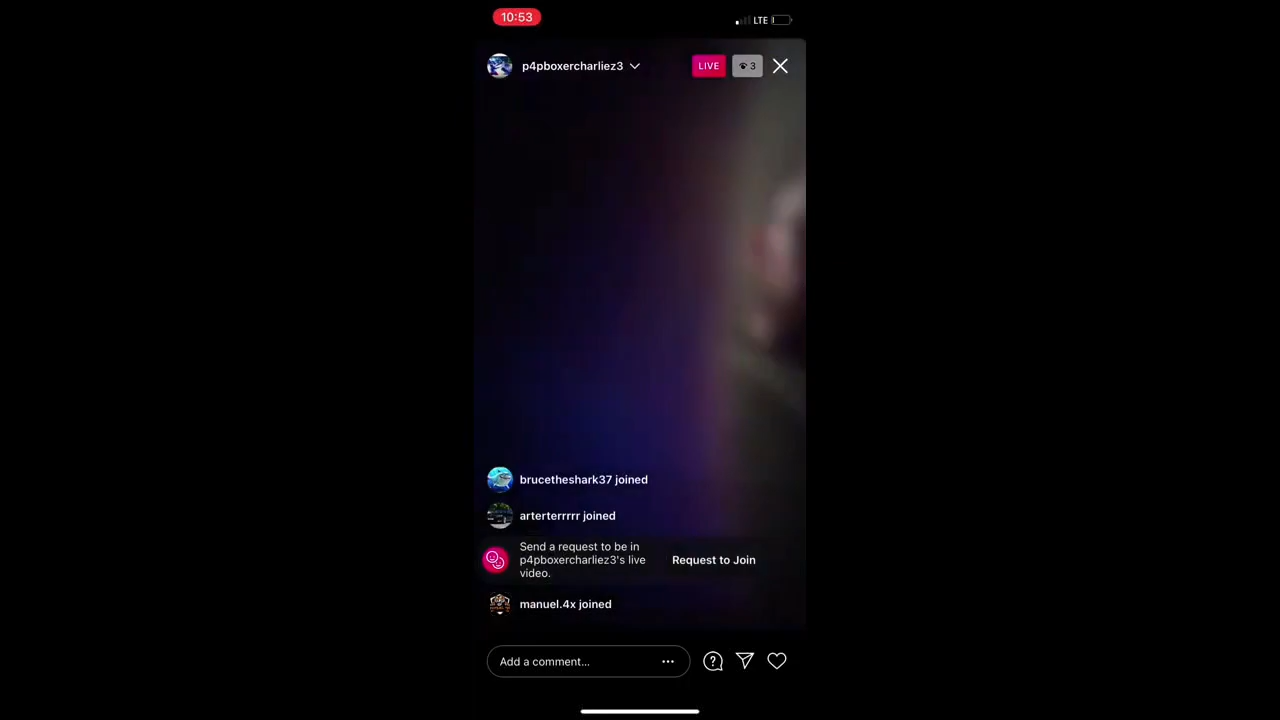 10:53
LTE
p4pboxercharliez3
LIVE
3
brucetheshark37 joined
arterterrrrr joined
Send a request to be in
p4pboxercharliez3's live
video.
Request to Join
manuel.4x joined
Add a comment...